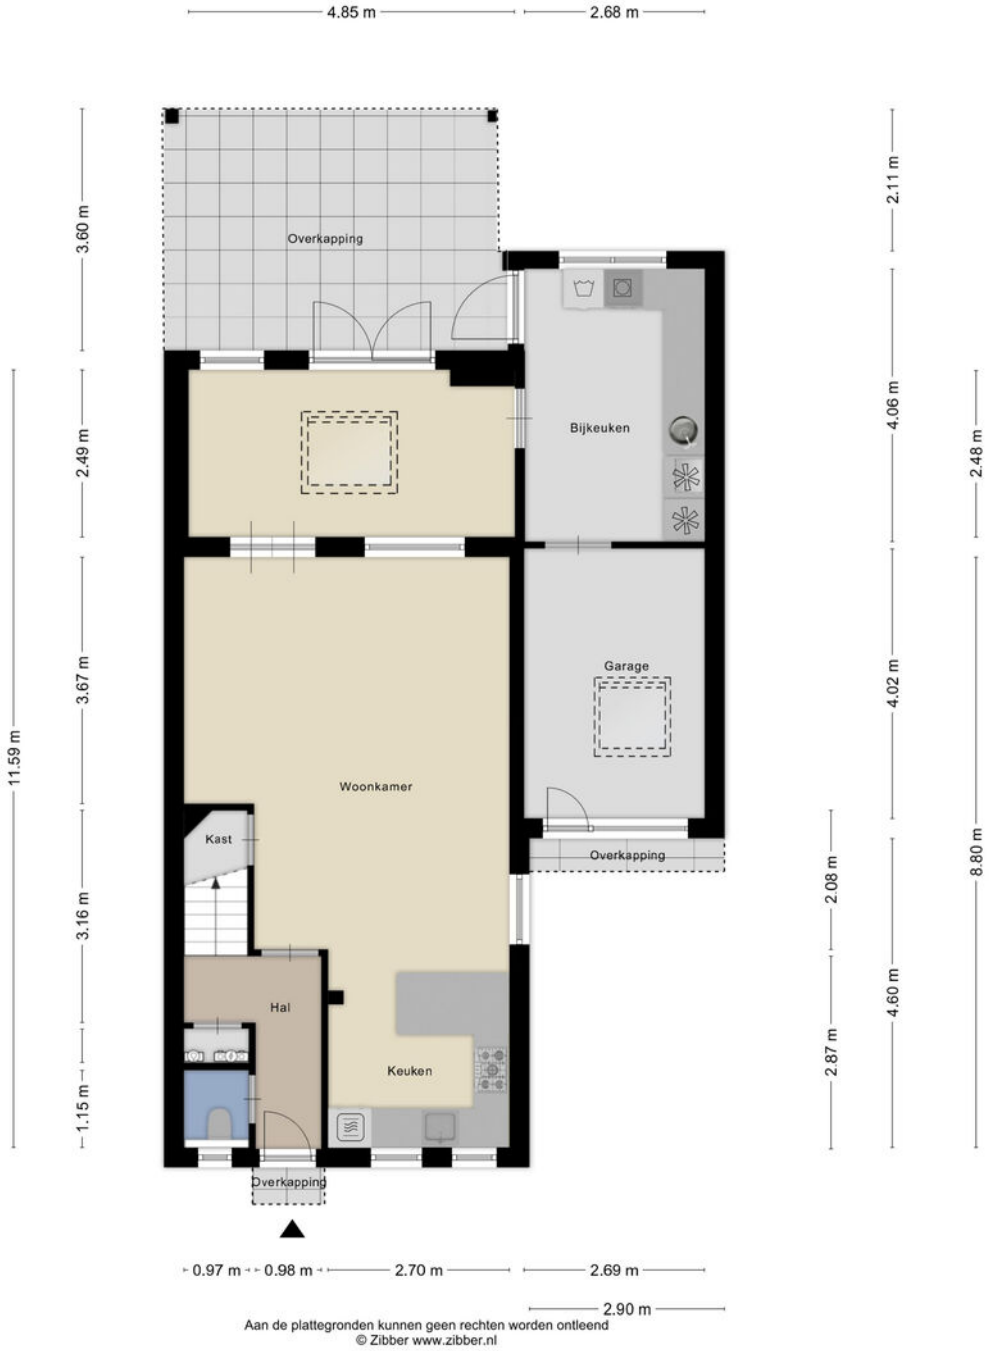 4.85 m
2.68 m
3.60 m
2.11 m
Overkapping
11.59 m
2.49 m
4.06 m
2.48 m
Bijkeuken
3.67 m
4.02 m
Garage
Woonkamer
Kast
Overkapping
8.80 m
3.16 m
2.08 m
4.60 m
Hal
Keuken
2.87 m
1.15 m
Overkapping
0.97 m
0.98 m
2.70 m
2.69 m
2.90 m
Aan de plattegronden kunnen geen rechten worden ontleend
© Zibber www.zibber.nl